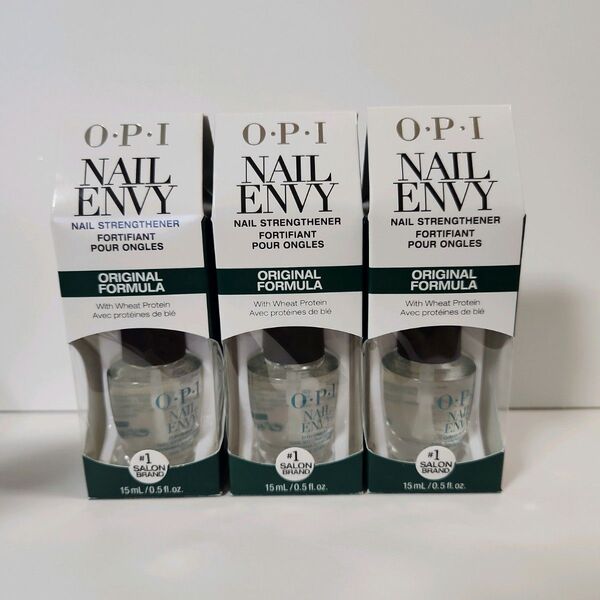 O·P·I
NAIL
ENVY
NAIL STRENGTHENER
FORTIFIANT
POUR ONGLES
ORIGINAL
FORMULA
With Wheat Protein
Avec protéines de blé
O·P·I
NAIL
ENVY
#1
SALON
BRAND
15 mL / 0.5 fl. oz.
O·P·I
NAIL
ENVY
NAIL STRENGTHENER
FORTIFIANT
POUR ONGLES
ORIGINAL
FORMULA
With Wheat Protein
Avec protéines de blé
O·P·I
NAIL
ENVY
#1
SALON
BRAND
15 mL / 0.5 fl. oz.
O·P·I
NAIL
ENVY
NAIL STRENGTHENER
FORTIFIANT
POUR ONGLES
ORIGINAL
FORMULA
With Wheat Protein
Avec protéines de blé
O·P·I
NAIL
ENVY
#1
SALON
BRAND
15 mL / 0.5 fl. oz.